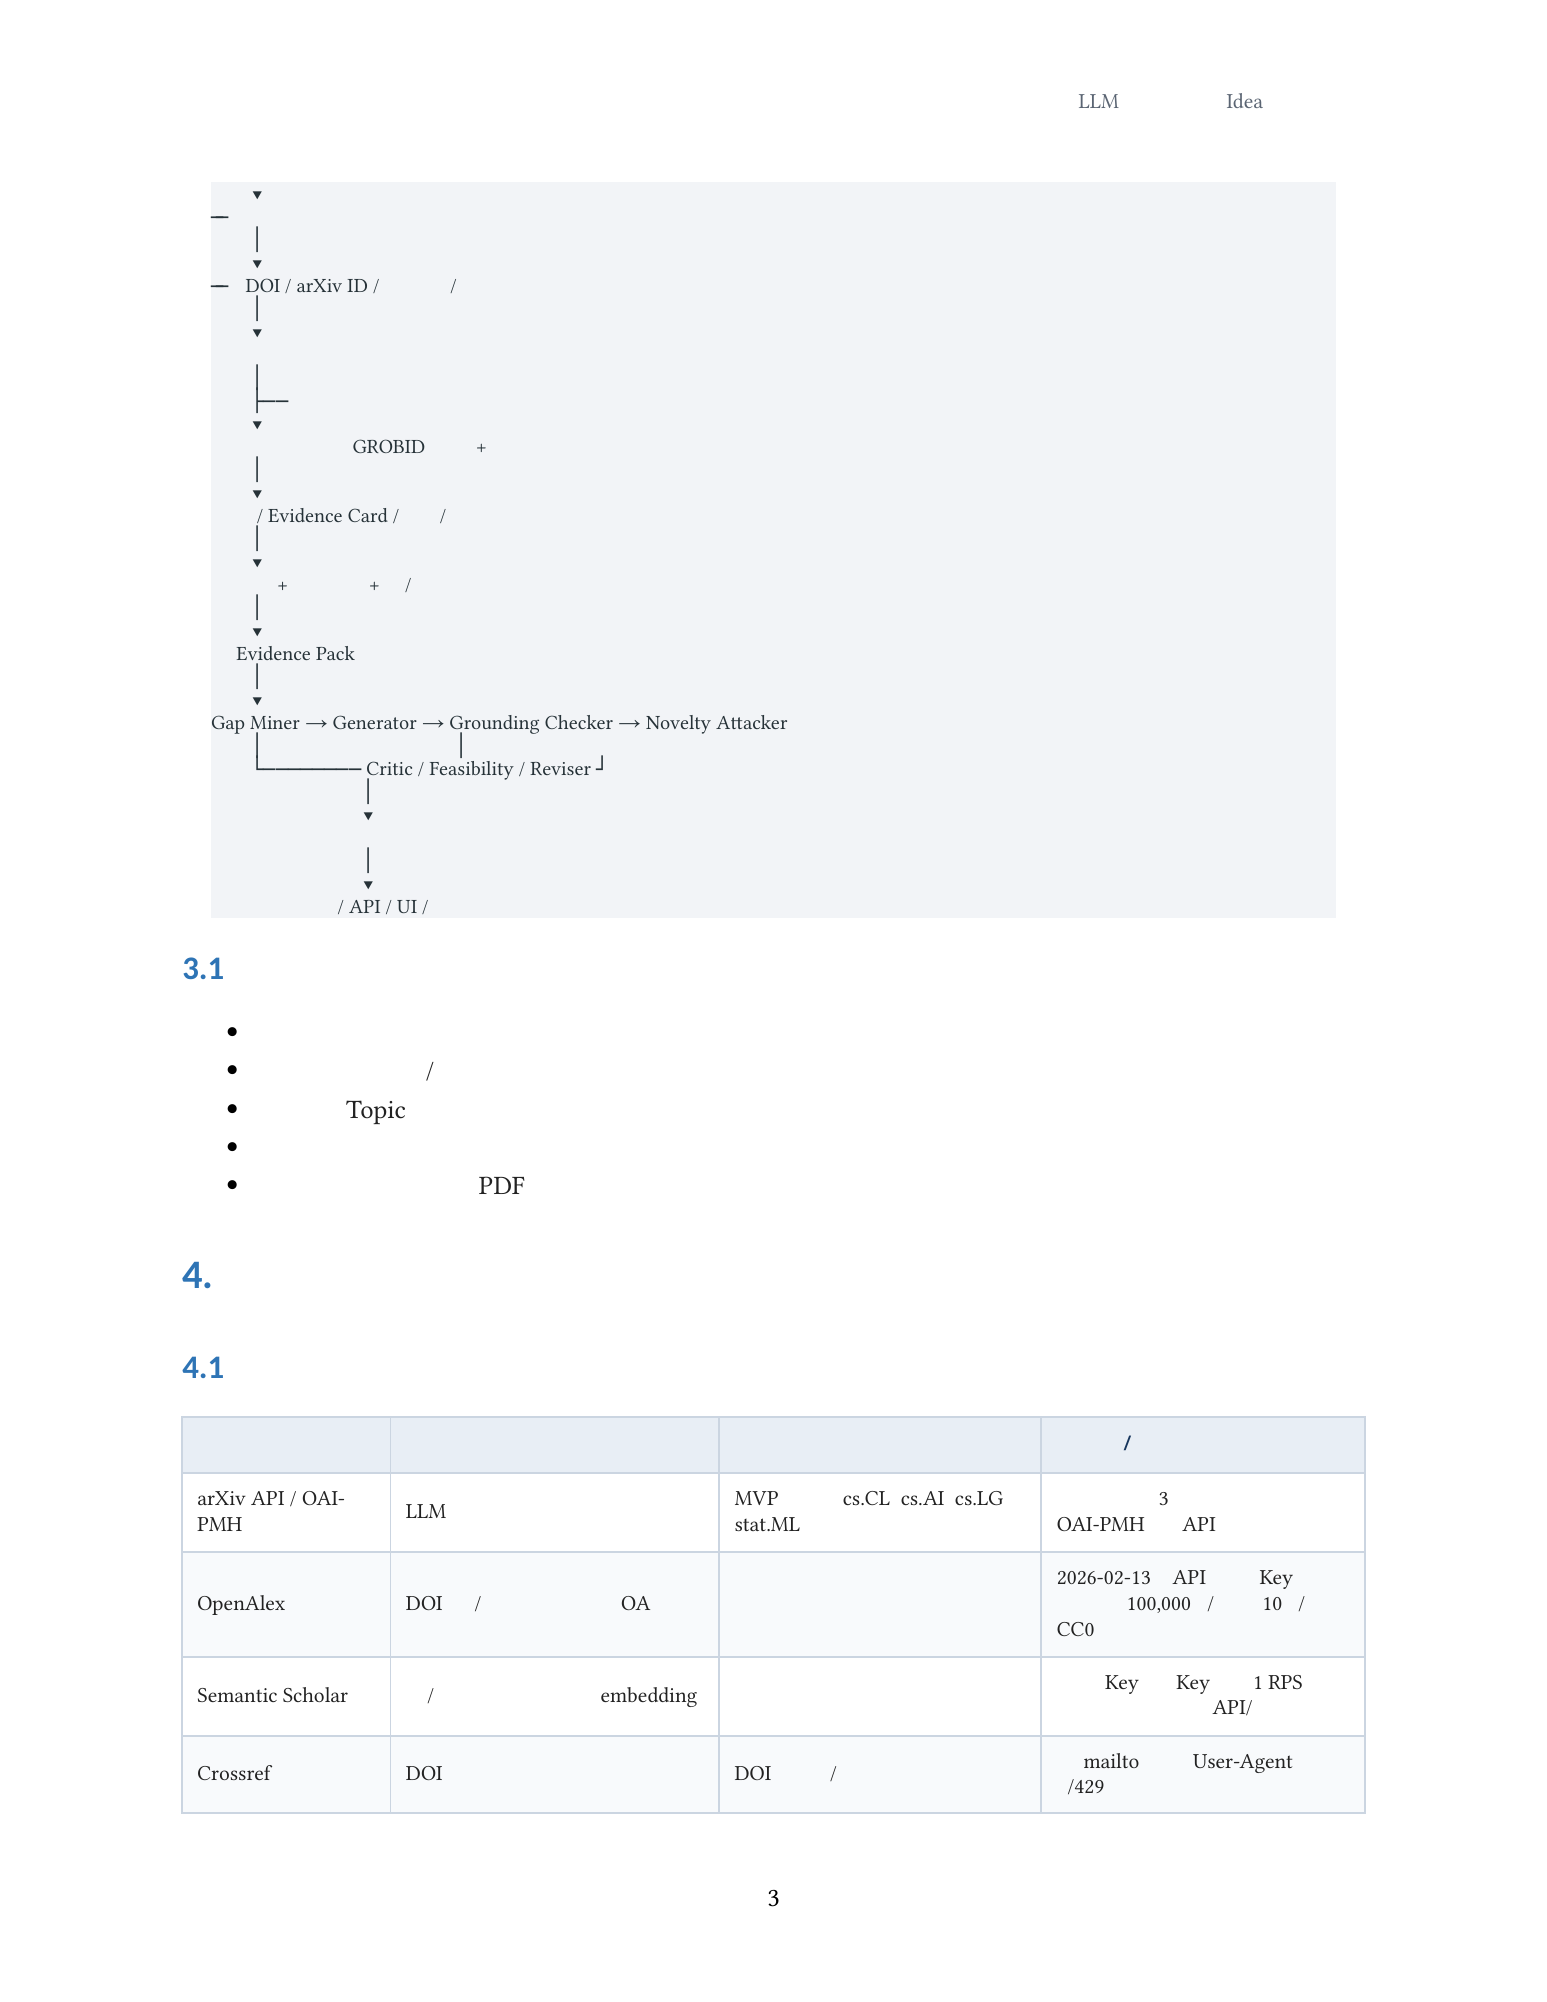 LLM Idea
▼
──
│
▼
── DOI / arXiv ID / /
│
▼
│
├──
▼
GROBID +
│
▼
/ Evidence Card / /
│
▼
+ + /
│
▼
Evidence Pack
│
▼
Gap Miner → Generator → Grounding Checker → Novelty Attacker
│ │
└───────── Critic / Feasibility / Reviser ┘
│
▼
│
▼
/ API / UI /
3.1
•
• /
• Topic
•
• PDF
4.
4.1
/
arXiv API / OAI-
PMH
LLM
MVP cs.CL cs.AI cs.LG
stat.ML
3
OAI-PMH API
OpenAlex
DOI / OA
2026-02-13 API Key
100,000 / 10 /
CC0
Semantic Scholar
/ embedding
Key Key 1 RPS
API/
Crossref
DOI
DOI /
mailto User-Agent
/429
3